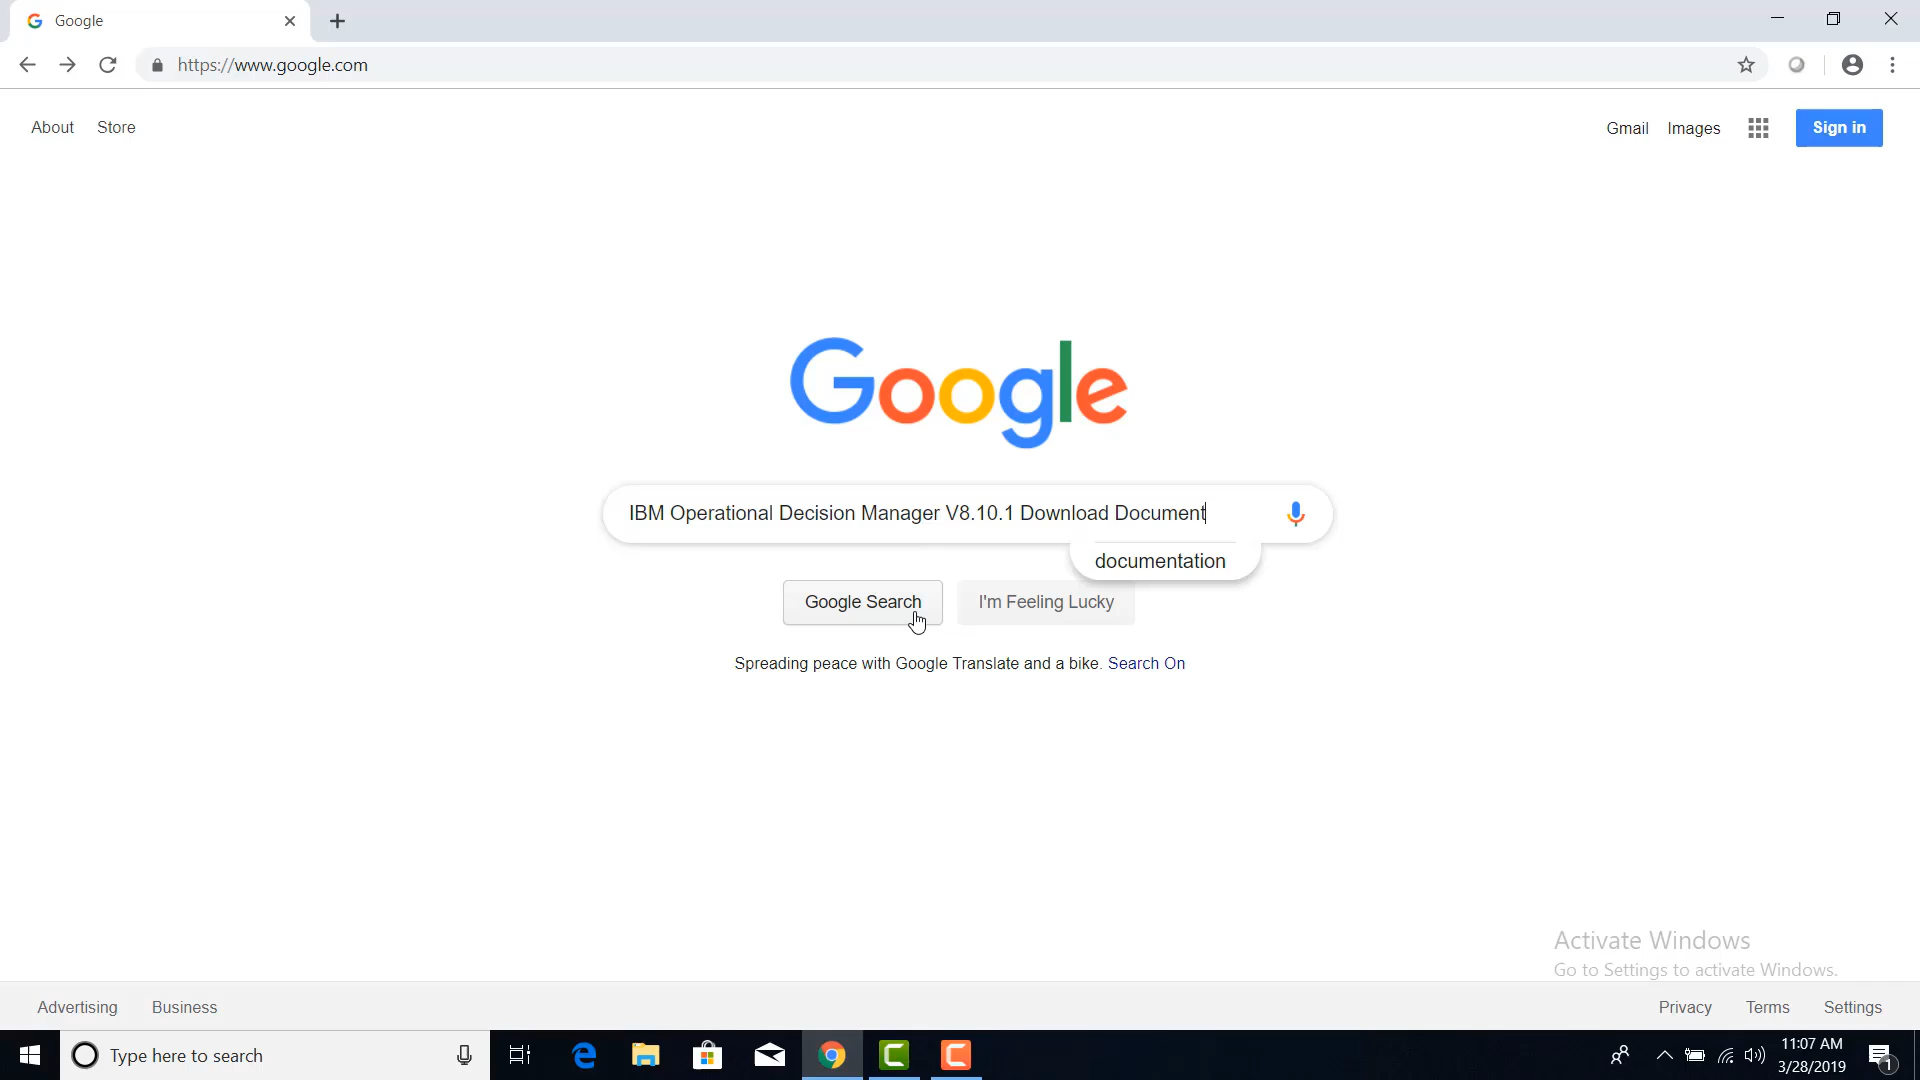 Google
https://www.google.com
About Store
Gmail Images Sign in
Google
IBM Operational Decision Manager V8.10.1 Download Document
documentation
Google Search I'm Feeling Lucky
Spreading peace with Google Translate and a bike. Search On
Activate Windows
Go to Settings to activate Windows.
Advertising Business
Privacy Terms Settings
Type here to search
11:07 AM
3/28/2019
1